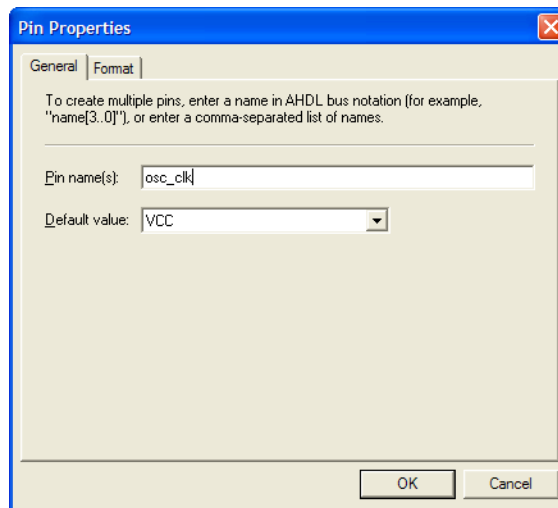 Pin Properties
General
Format
To create multiple pins, enter a name in AHDL bus notation (for example,
"name[3..0]"), or enter a comma-separated list of names.
Pin name(s): osc_clk
Default value: VCC
OK
Cancel